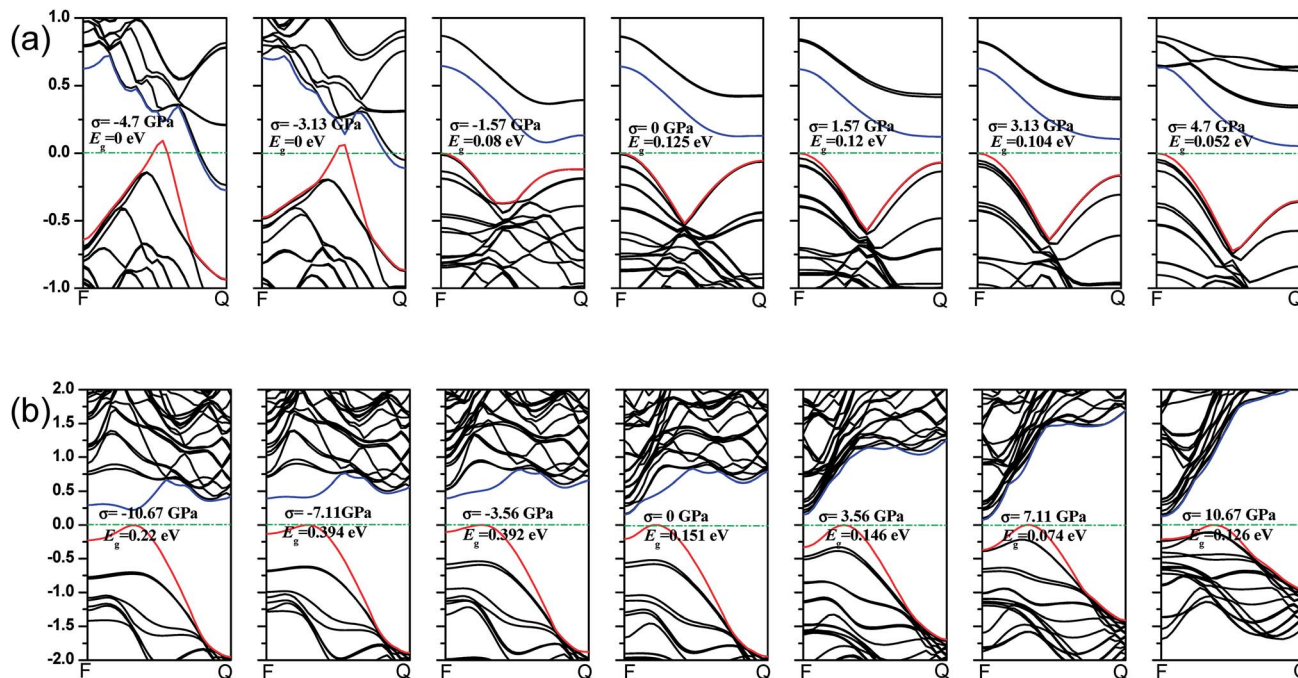 (a)
1.0
0.5
0.0
-0.5
-1.0
σ= -4.7 GPa
E_g=0 eV
σ= -3.13 GPa
E_g=0 eV
σ= -1.57 GPa
E_g=0.08 eV
σ= 0 GPa
E_g=0.125 eV
σ= 1.57 GPa
E_g=0.12 eV
σ= 3.13 GPa
E_g=0.104 eV
σ= 4.7 GPa
E_g=0.052 eV
F Q F Q F Q F Q F Q F Q F Q
(b)
2.0
1.5
1.0
0.5
0.0
-0.5
-1.0
-1.5
-2.0
σ= -10.67 GPa
E_g=0.22 eV
σ= -7.11GPa
E_g=0.394 eV
σ= -3.56 GPa
E_g=0.392 eV
σ= 0 GPa
E_g=0.151 eV
σ= 3.56 GPa
E_g=0.146 eV
σ= 7.11 GPa
E_g=0.074 eV
σ= 10.67 GPa
E_g=0.126 eV
F Q F Q F Q F Q F Q F Q F Q